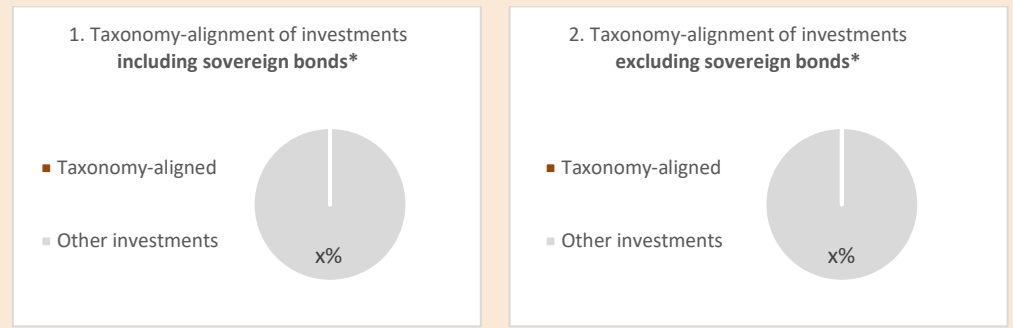 1. Taxonomy-alignment of investments
including sovereign bonds*
Taxonomy-aligned
Other investments
x%
2. Taxonomy-alignment of investments
excluding sovereign bonds*
Taxonomy-aligned
Other investments
x%